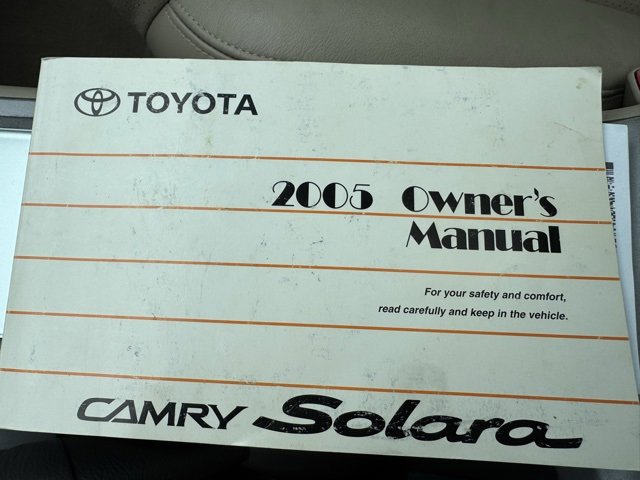 TOYOTA
2005 Owner's
Manual
For your safety and comfort,
read carefully and keep in the vehicle.
CAMRY Solara